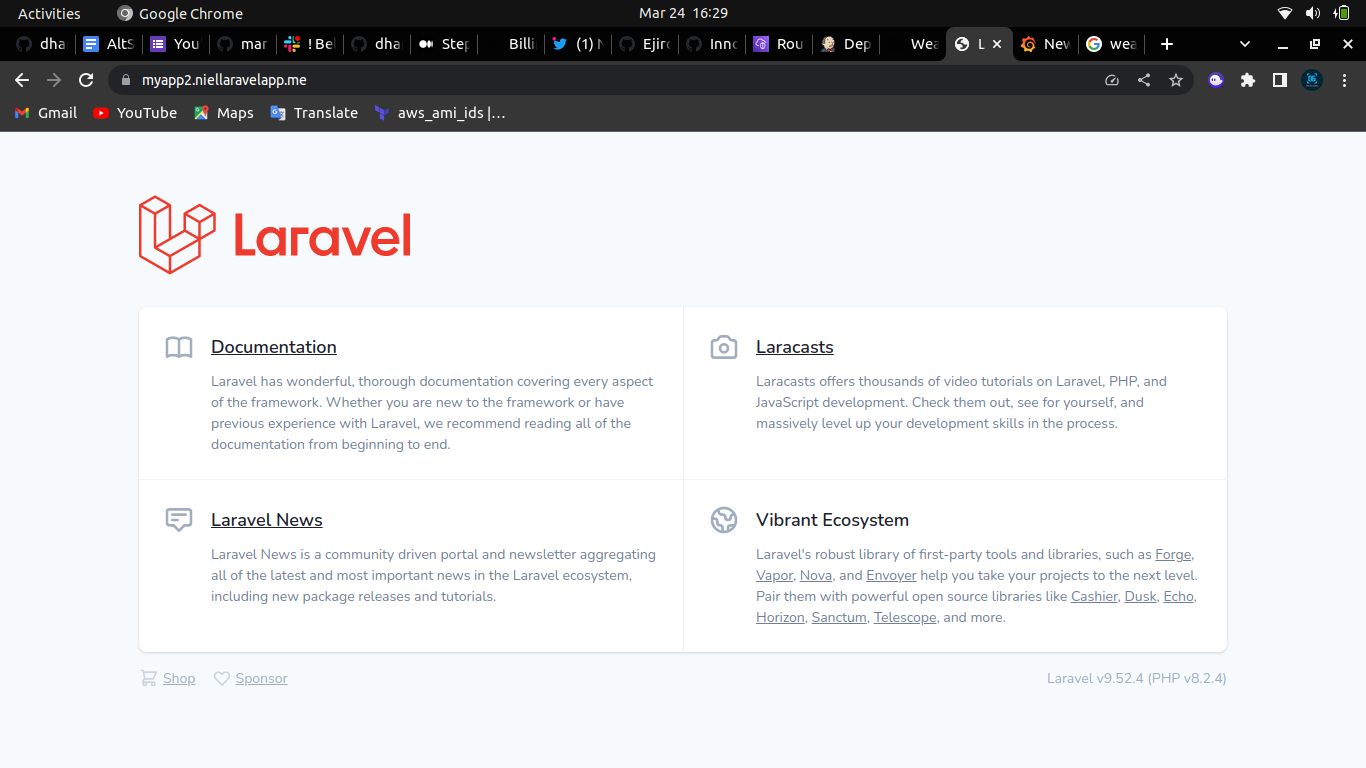 Activities Google Chrome Mar 24 16:29
dha AltS You mar ! Bel dha Step Billi (1) N Ejiro Inno Rou Dep Wea L New wea
myapp2.niellaravelapp.me
Gmail YouTube Maps Translate aws_ami_ids |...
Laravel
Documentation
Laravel has wonderful, thorough documentation covering every aspect
of the framework. Whether you are new to the framework or have
previous experience with Laravel, we recommend reading all of the
documentation from beginning to end.
Laracasts
Laracasts offers thousands of video tutorials on Laravel, PHP, and
JavaScript development. Check them out, see for yourself, and
massively level up your development skills in the process.
Laravel News
Laravel News is a community driven portal and newsletter aggregating
all of the latest and most important news in the Laravel ecosystem,
including new package releases and tutorials.
Vibrant Ecosystem
Laravel's robust library of first-party tools and libraries, such as Forge,
Vapor, Nova, and Envoyer help you take your projects to the next level.
Pair them with powerful open source libraries like Cashier, Dusk, Echo,
Horizon, Sanctum, Telescope, and more.
Shop Sponsor Laravel v9.52.4 (PHP v8.2.4)